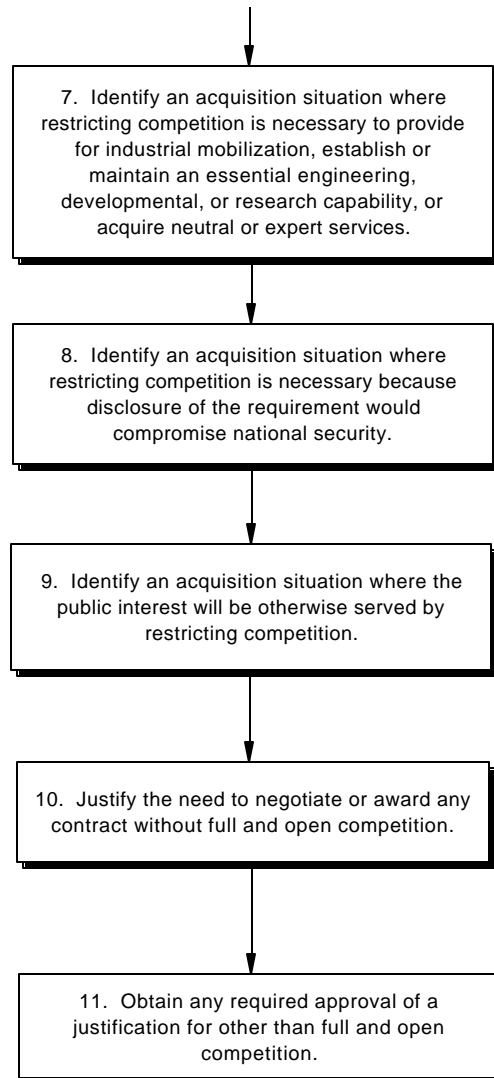 7. Identify an acquisition situation where
restricting competition is necessary to provide
for industrial mobilization, establish or
maintain an essential engineering,
developmental, or research capability, or
acquire neutral or expert services.
8. Identify an acquisition situation where
restricting competition is necessary because
disclosure of the requirement would
compromise national security.
9. Identify an acquisition situation where the
public interest will be otherwise served by
restricting competition.
10. Justify the need to negotiate or award any
contract without full and open competition.
11. Obtain any required approval of a
justification for other than full and open
competition.